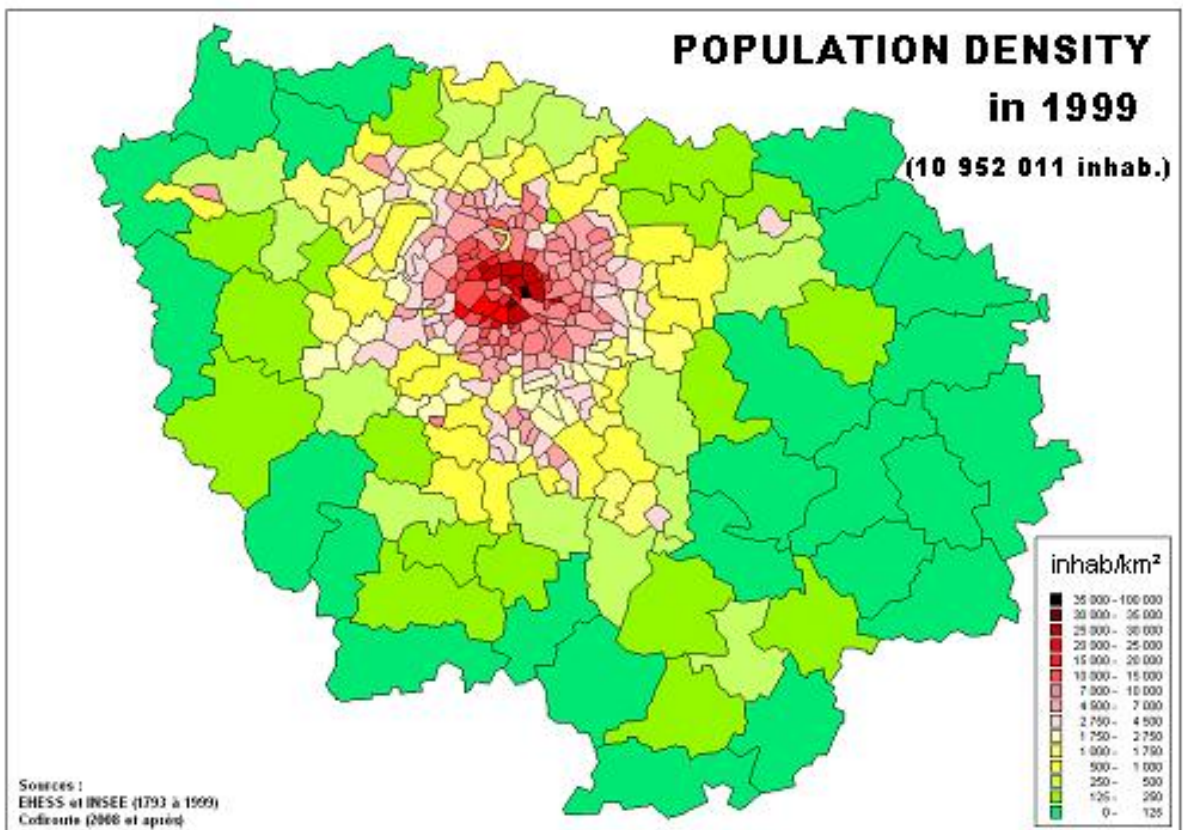 POPULATION DENSITY
in 1999
(10 952 011 inhab.)
inhab/km²
35 000 - 100 000
30 000 - 35 000
25 000 - 30 000
20 000 - 25 000
15 000 - 20 000
10 000 - 15 000
7 000 - 10 000
4 500 - 7 000
2 750 - 4 500
1 750 - 2 750
1 000 - 1 750
500 - 1 000
250 - 500
125 - 250
0 - 125
Sources :
EHESS et INSEE (1793 à 1999)
Cofiroute (2008 et après)